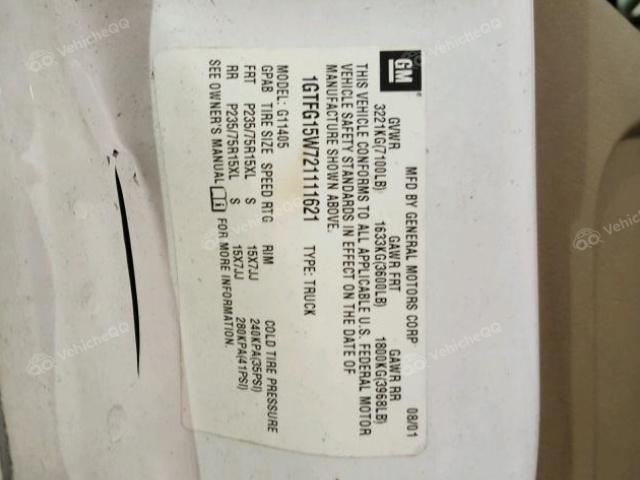 GM
MFD BY GENERAL MOTORS CORP 08/01
GVWR GAWR FRT GAWR RR
3221KG(7100LB) 1633KG(3600LB) 1800KG(3968LB)
THIS VEHICLE CONFORMS TO ALL APPLICABLE U.S. FEDERAL MOTOR
VEHICLE SAFETY STANDARDS IN EFFECT ON THE DATE OF
MANUFACTURE SHOWN ABOVE.
1GTFG15W721111621 TYPE: TRUCK
MODEL: G11405
GPAB TIRE SIZE SPEED RTG RIM COLD TIRE PRESSURE
FRT P235/75R15XL S 15X7JJ 240KPA(35PSI)
RR P235/75R15XL S 15X7JJ 280KPA(41PSI)
SEE OWNER'S MANUAL FOR MORE INFORMATION.
VehicleQQ
VehicleQQ
VehicleQQ
VehicleQQ
VehicleQQ
VehicleQQ
VehicleQQ
VehicleQQ
VehicleQQ